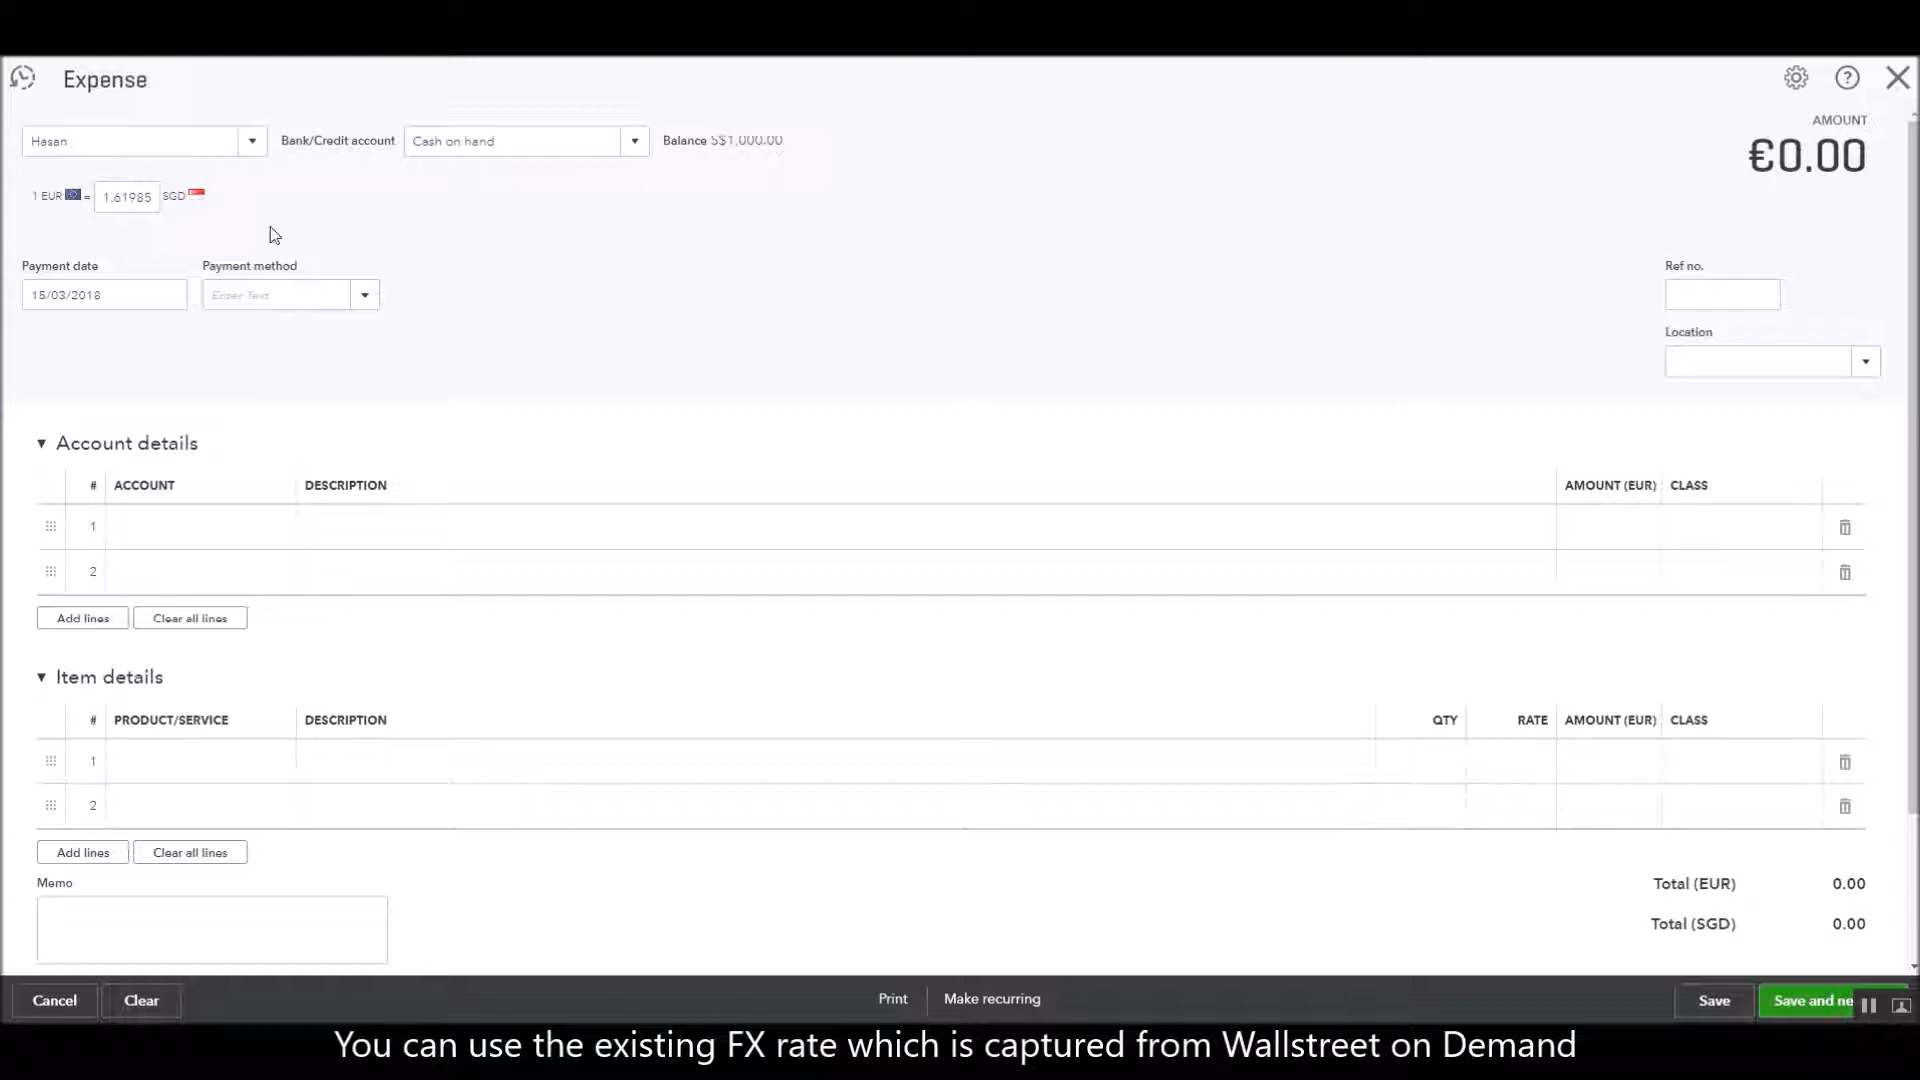 Expense
AMOUNT
€0.00
Hasan
Bank/Credit account
Cash on hand
Balance S$1,000.00
1 EUR = 1.61985 SGD
Payment date
Payment method
Ref no.
15/03/2018
Enter Text
Location
Account details
# ACCOUNT DESCRIPTION AMOUNT (EUR) CLASS
1
2
Add lines
Clear all lines
Item details
# PRODUCT/SERVICE DESCRIPTION QTY RATE AMOUNT (EUR) CLASS
1
2
Add lines
Clear all lines
Memo
Total (EUR) 0.00
Total (SGD) 0.00
Cancel
Clear
Print
Make recurring
Save
Save and ne
You can use the existing FX rate which is captured from Wallstreet on Demand